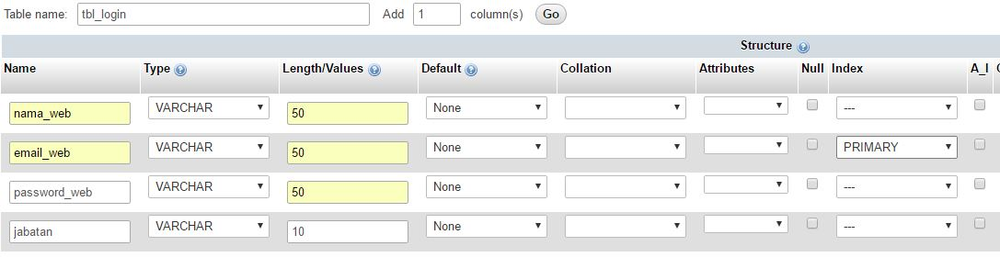 Table name: tbl_login Add 1 column(s) Go
Structure
Name Type Length/Values Default Collation Attributes Null Index A_I
nama_web VARCHAR 50 None ---
email_web VARCHAR 50 None PRIMARY
password_web VARCHAR 50 None ---
jabatan VARCHAR 10 None ---